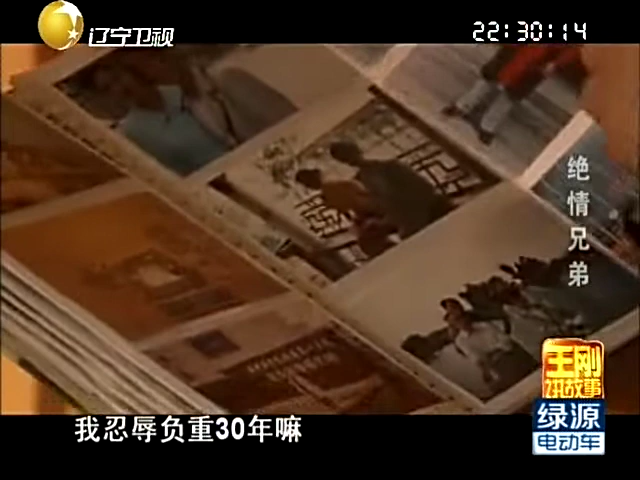 辽宁卫视
22:30:14
绝情兄弟
王刚
讲故事
绿源
电动车
我忍辱负重30年嘛